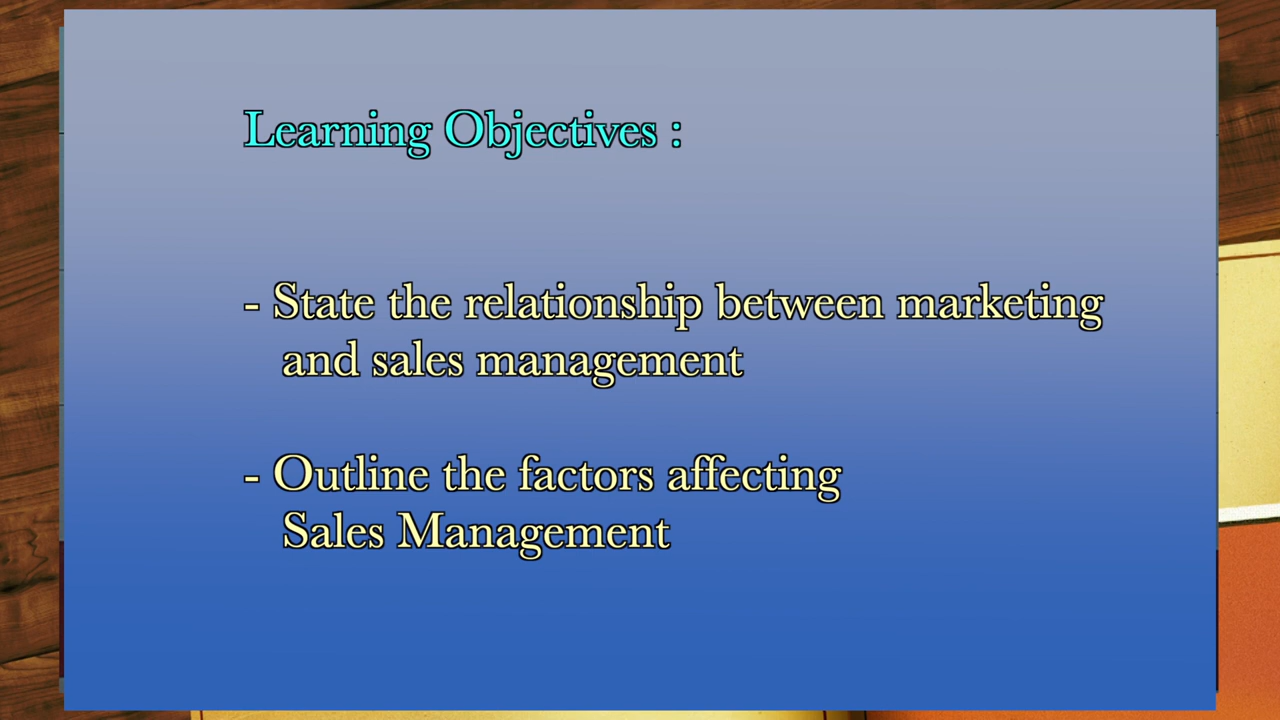 Learning Objectives :
- State the relationship between marketing
and sales management
- Outline the factors affecting
Sales Management